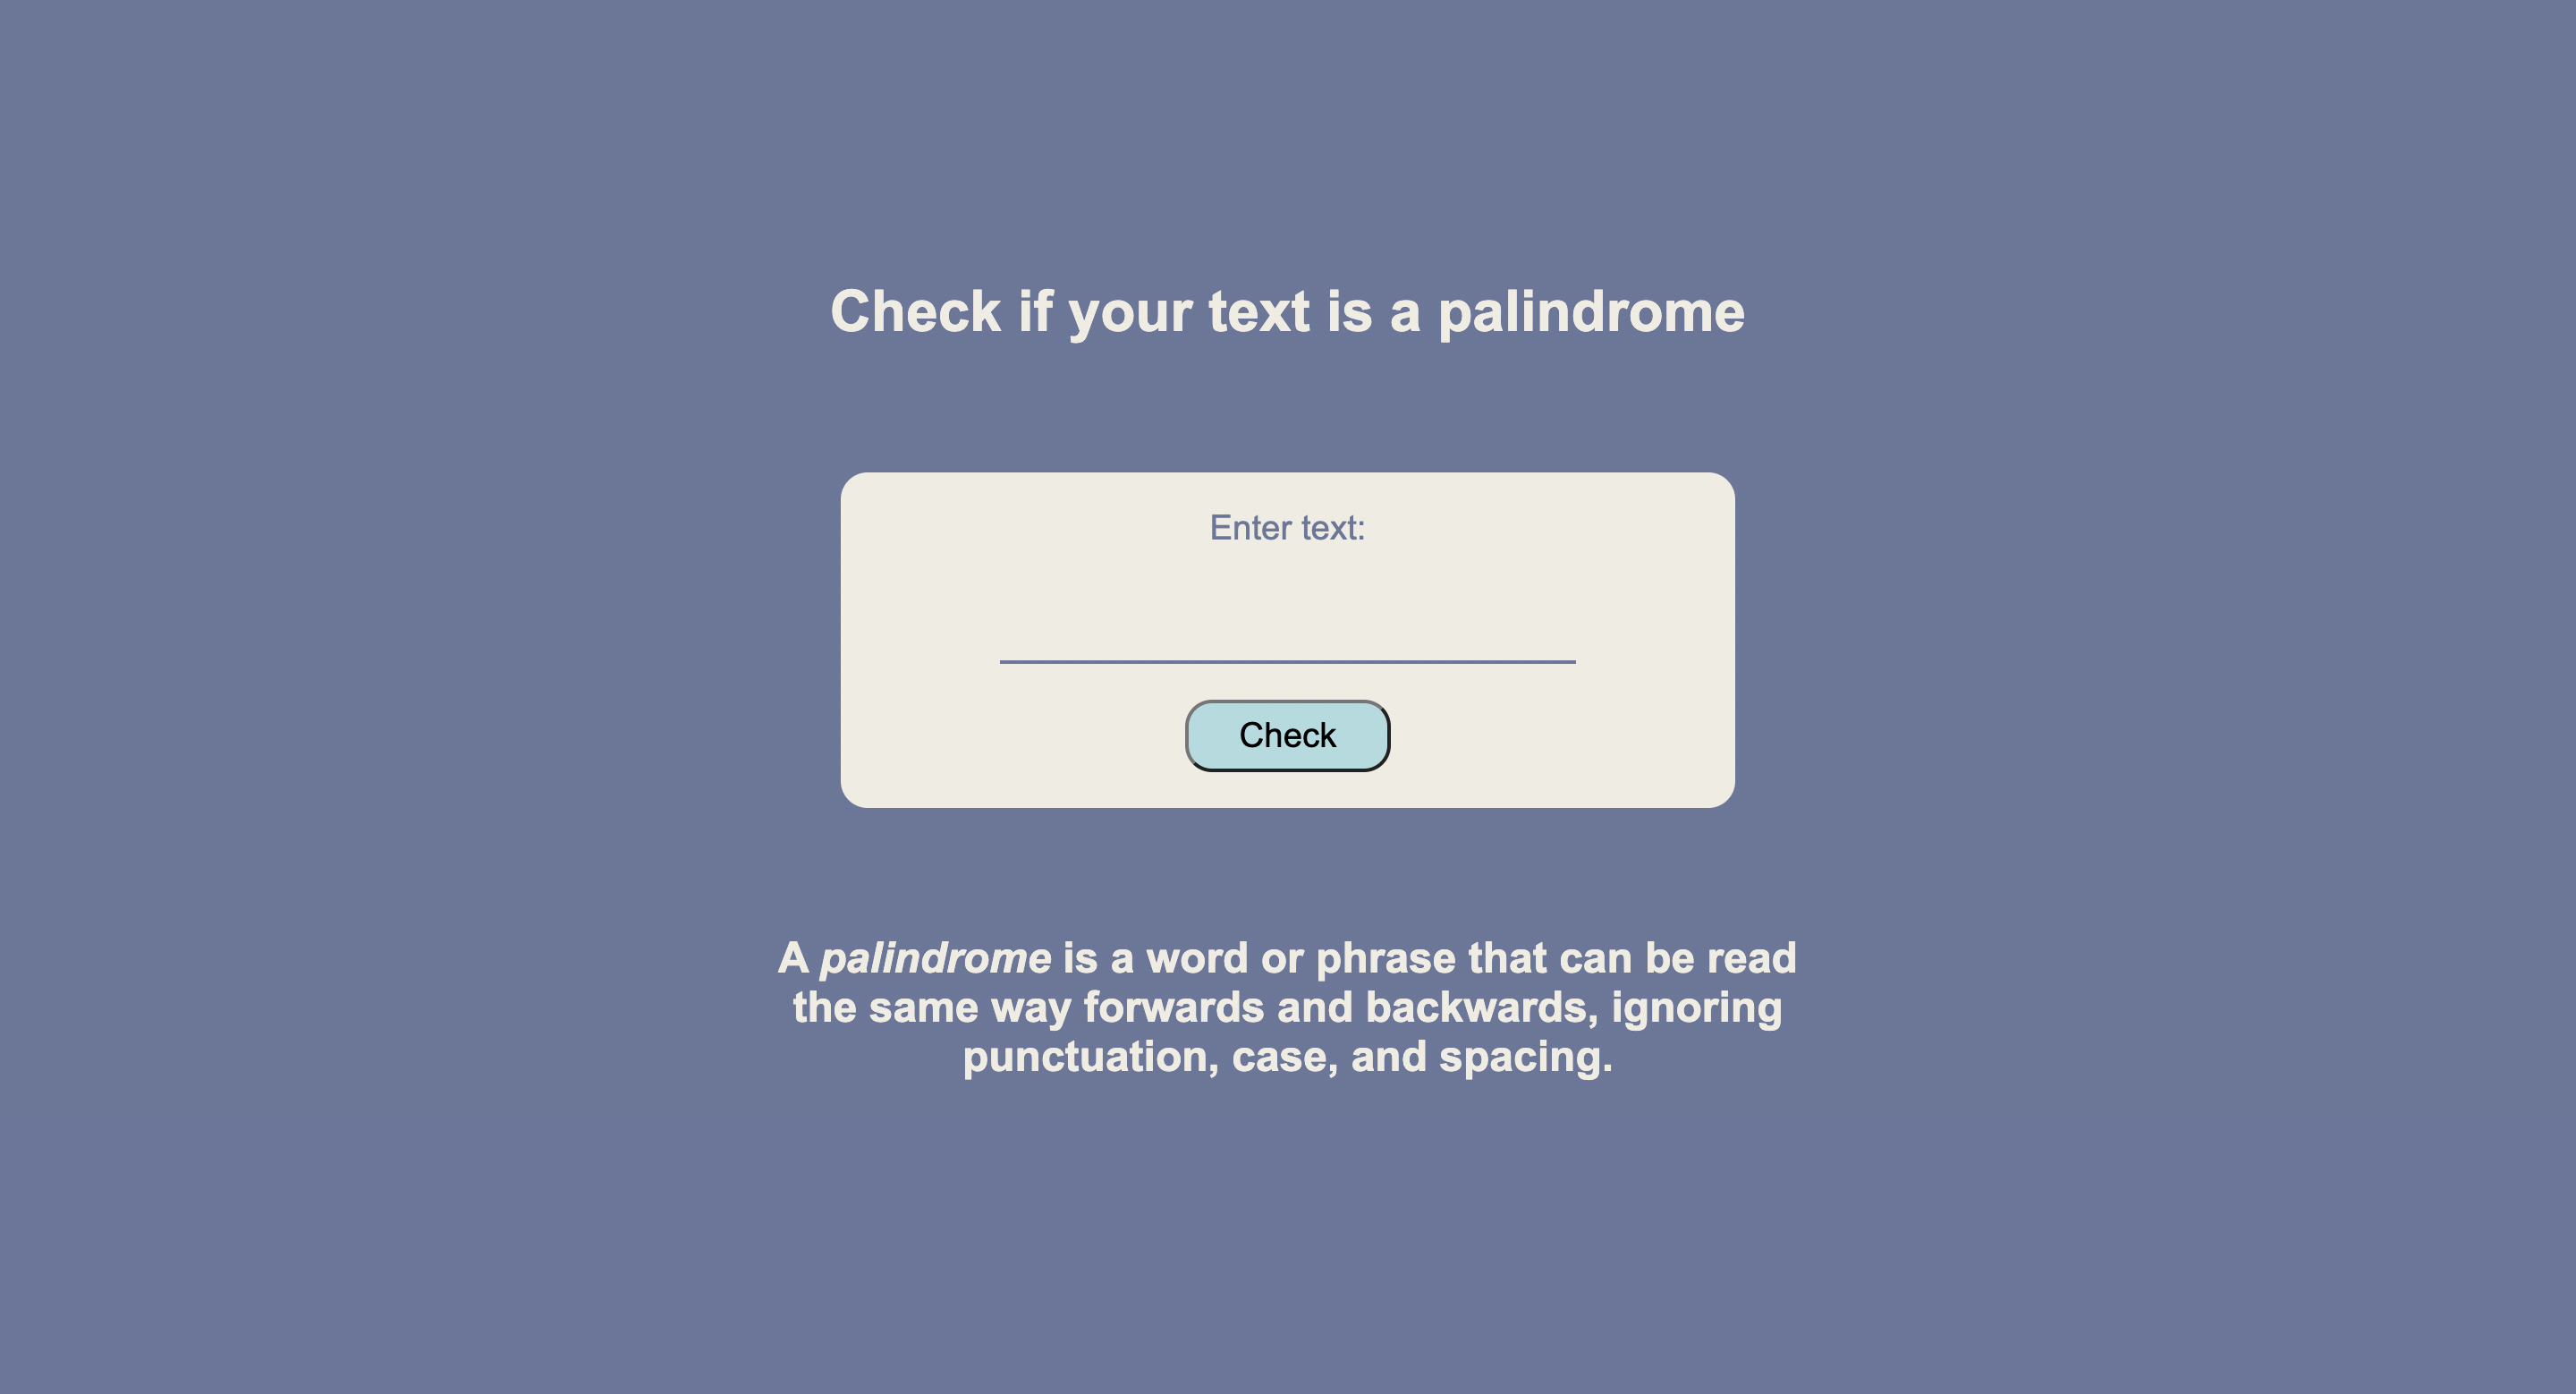 Check if your text is a palindrome
Enter text:
Check
A palindrome is a word or phrase that can be read
the same way forwards and backwards, ignoring
punctuation, case, and spacing.